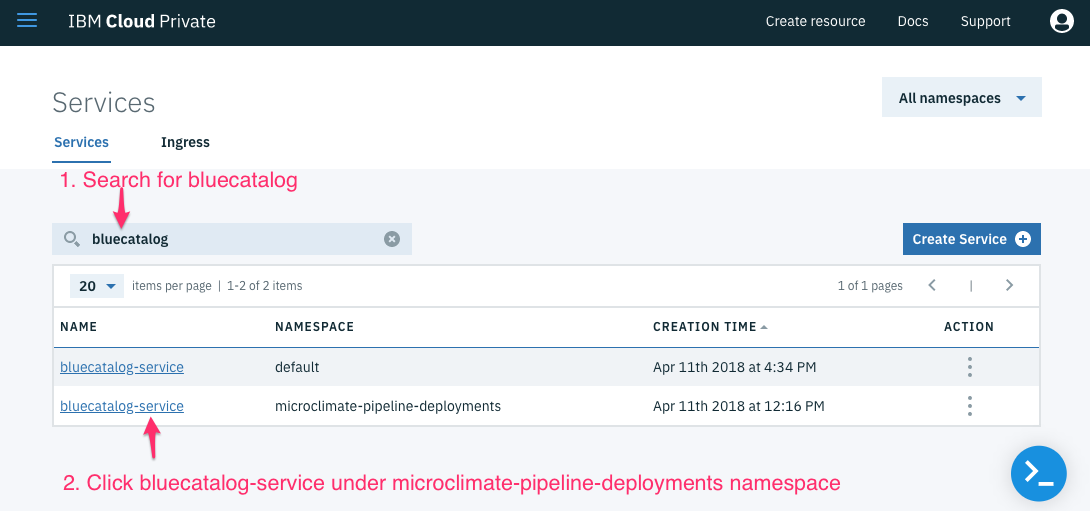 IBM Cloud Private Create resource Docs Support
Services
All namespaces
Services Ingress
1. Search for bluecatalog
bluecatalog
Create Service
20 items per page | 1-2 of 2 items 1 of 1 pages |
NAME NAMESPACE CREATION TIME ACTION
bluecatalog-service default Apr 11th 2018 at 4:34 PM
bluecatalog-service microclimate-pipeline-deployments Apr 11th 2018 at 12:16 PM
2. Click bluecatalog-service under microclimate-pipeline-deployments namespace